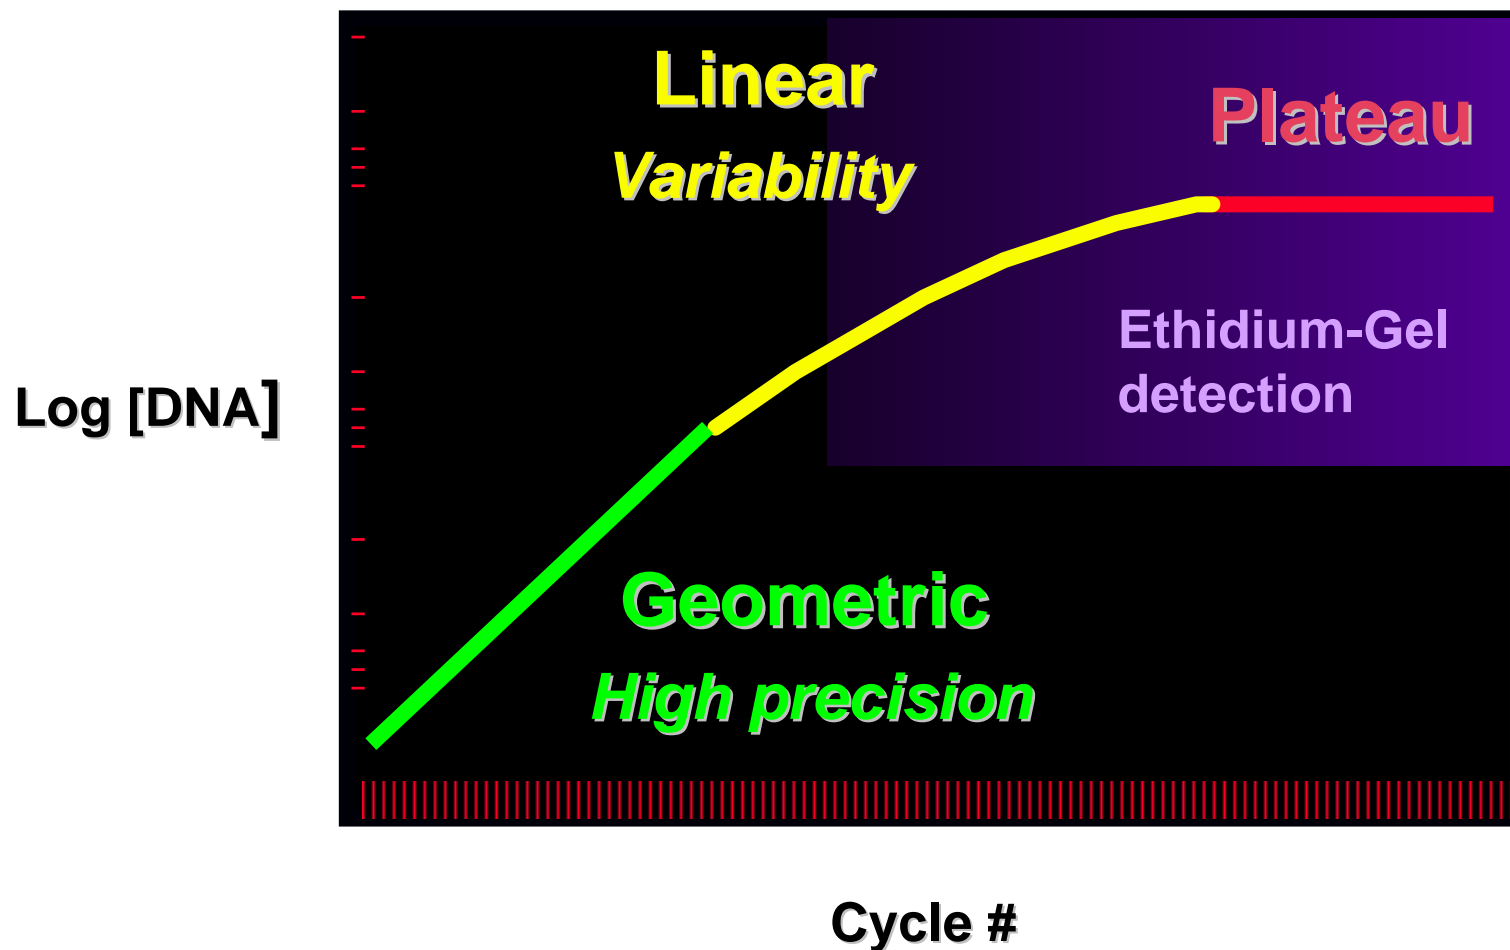 Linear
Variability
Plateau
Ethidium-Gel
detection
Log [DNA]
Geometric
High precision
Cycle #